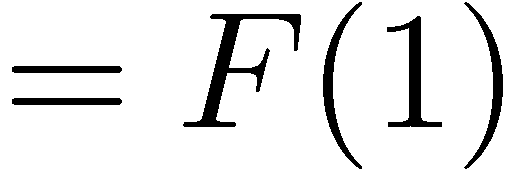 = F(1)